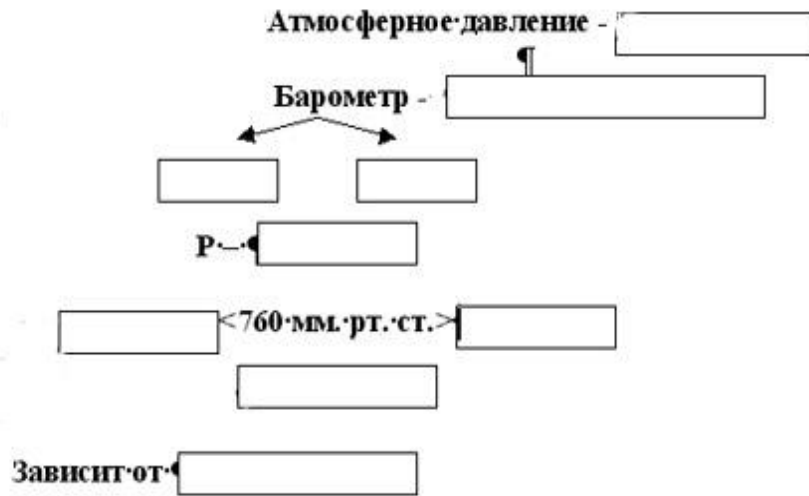 Атмосферное·давление -
¶
Барометр -
Р·–·
<760·мм.·рт.·ст.>
Зависит·от·